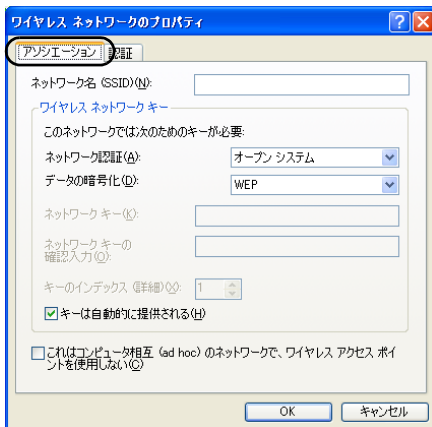 ワイヤレス ネットワークのプロパティ
アソシエーション 認証
ネットワーク名 (SSID)(N):
ワイヤレス ネットワーク キー
このネットワークでは次のためのキーが必要:
ネットワーク認証(A): オープン システム
データの暗号化(D): WEP
ネットワーク キー(K):
ネットワーク キーの
確認入力(O):
キーのインデックス (詳細)(X): 1
キーは自動的に提供される(H)
これはコンピュータ相互 (ad hoc) のネットワークで、ワイヤレス アクセス ポイ
ントを使用しない(C)
OK キャンセル